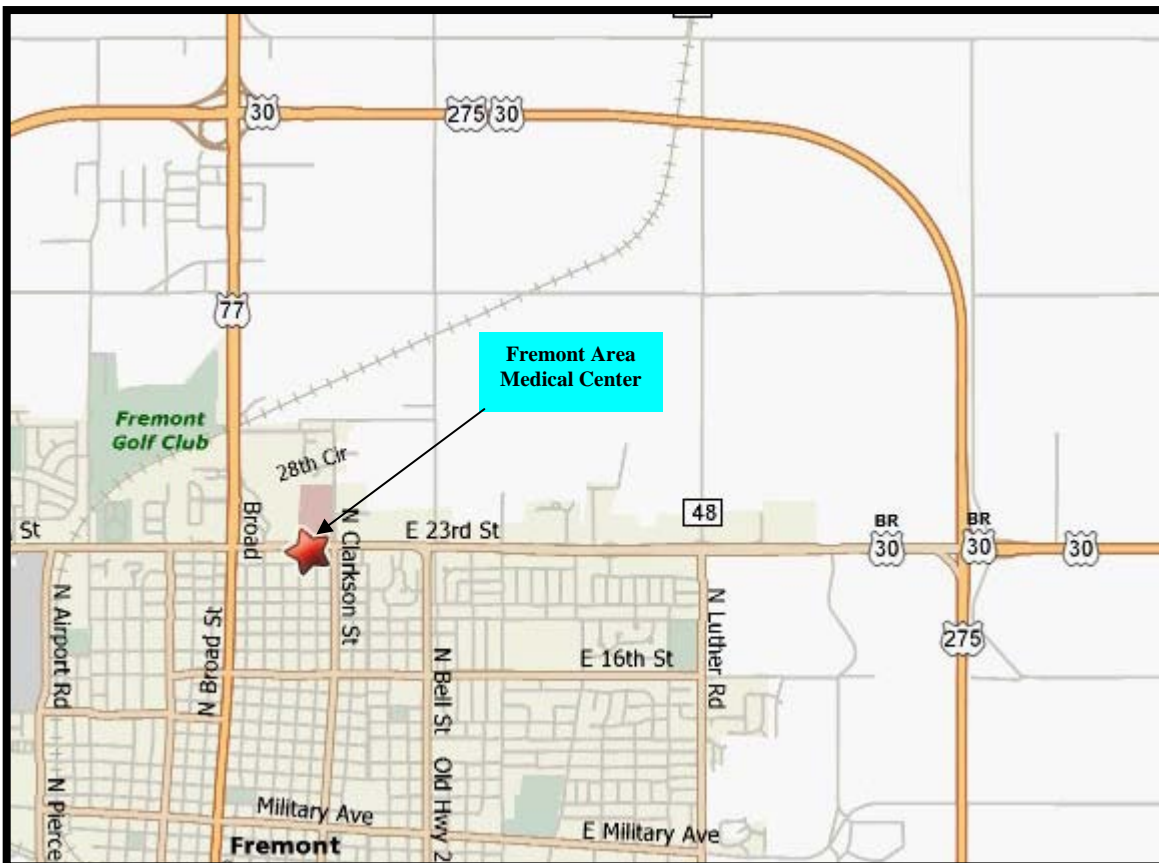 30
275 30
77
Fremont Area
Medical Center
Fremont
Golf Club
28th Cir
St
Broad
N Clarkson St
E 23rd St
48
BR
30
BR
30
30
N Airport Rd
N Broad St
N Bell St
E 16th St
N Luther Rd
275
N Pierce
Military Ave
Old Hwy 2
E Military Ave
Fremont